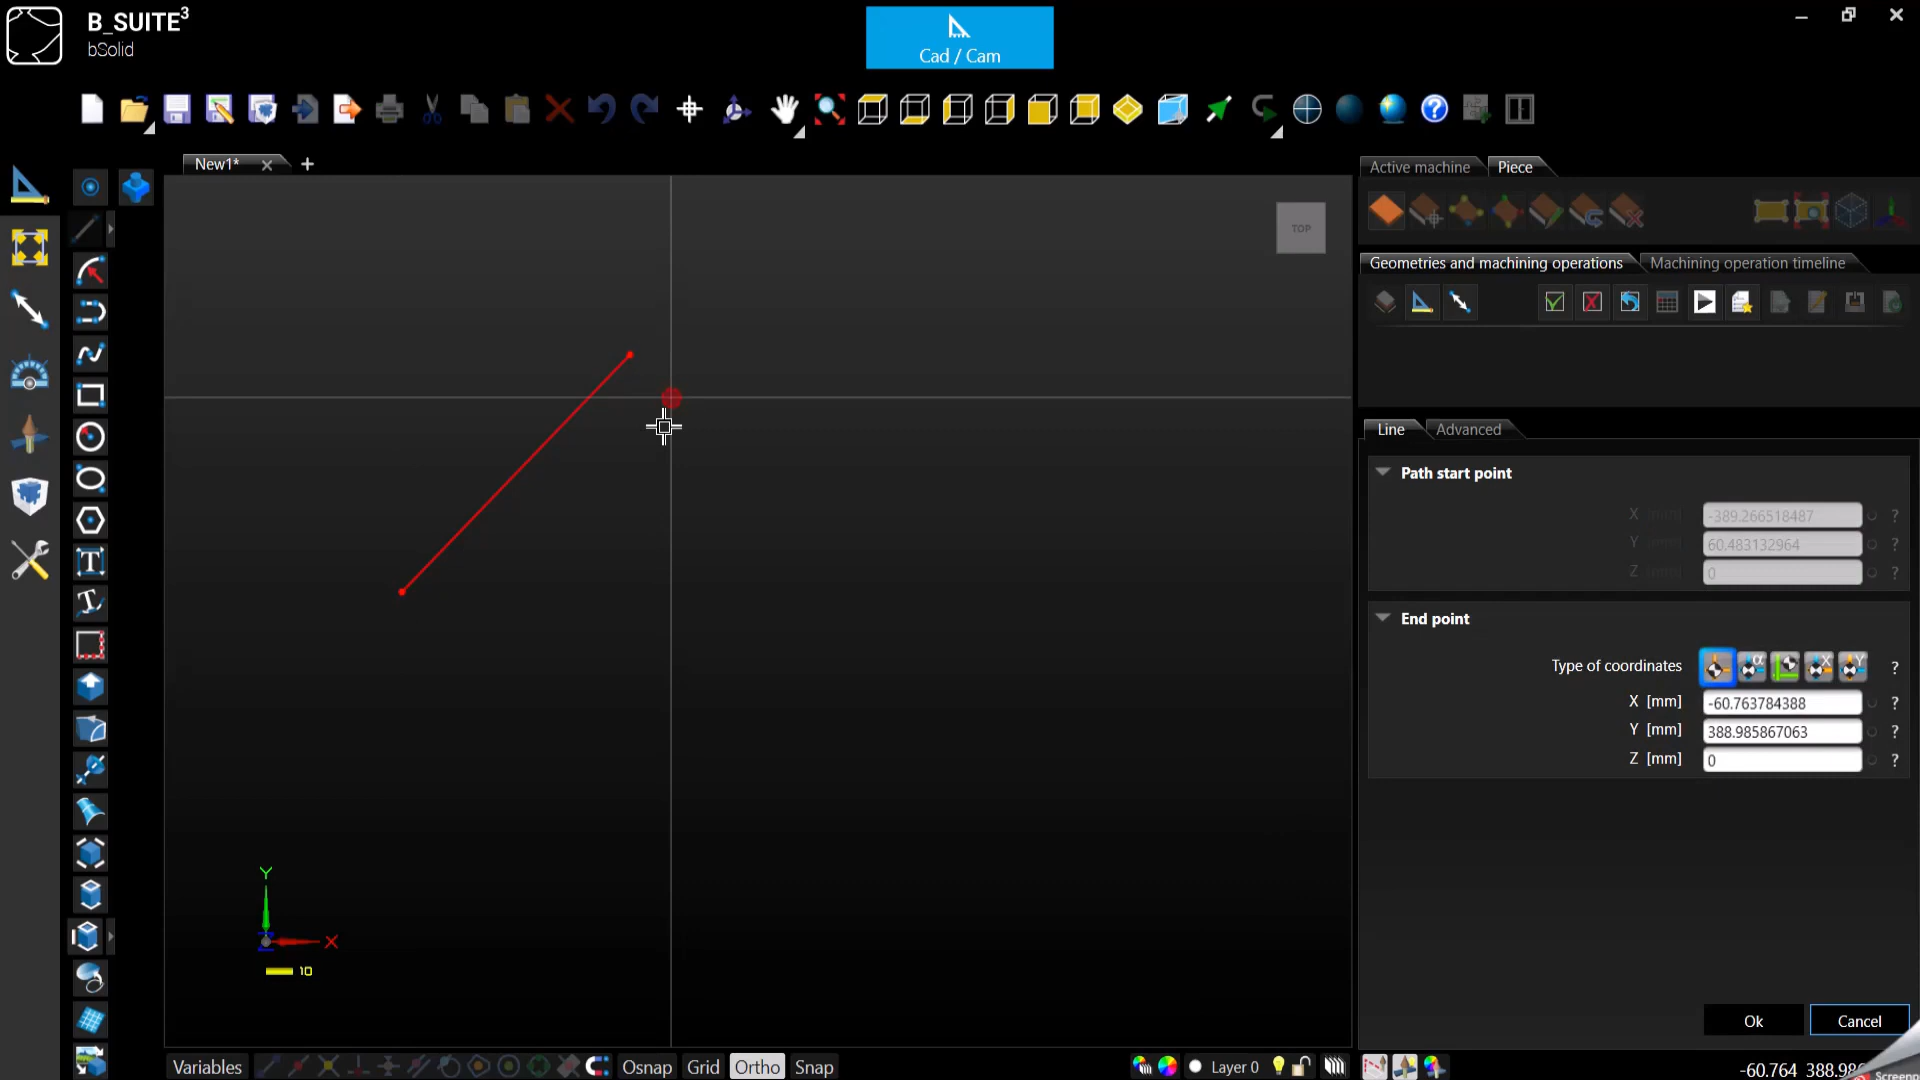 B_SUITE³
bSolid
Cad / Cam
New1*
TOP
Active machine
Piece
Geometries and machining operations
Machining operation timeline
Line
Advanced
Path start point
X [mm] -389.266518487 ?
Y [mm] 60.483132964 ?
Z [mm] 0 ?
End point
Type of coordinates ?
X [mm] -60.763784388 ?
Y [mm] 388.985867063 ?
Z [mm] 0 ?
Y
X
10
Ok
Cancel
Variables
Osnap
Grid
Ortho
Snap
Layer 0
-60.764